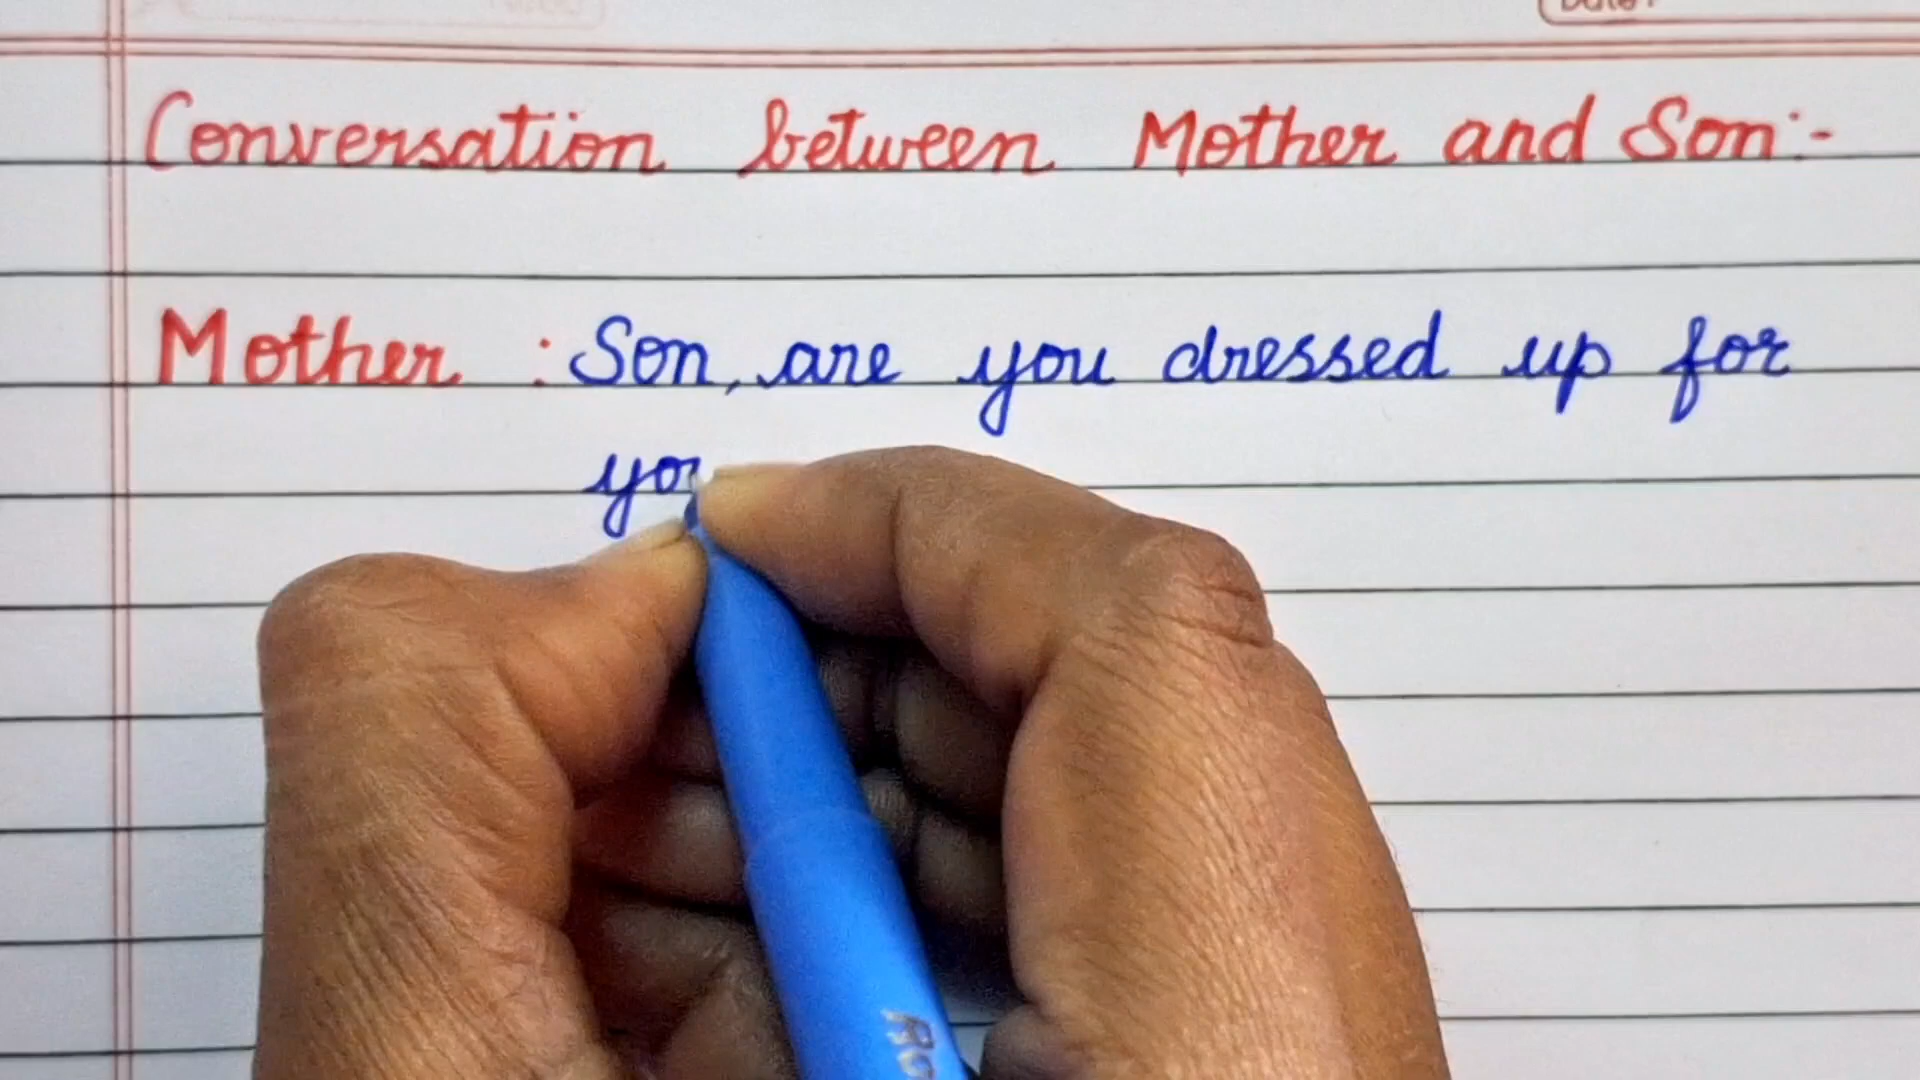 Conversation between Mother and Son:-
Mother : Son, are you dressed up for